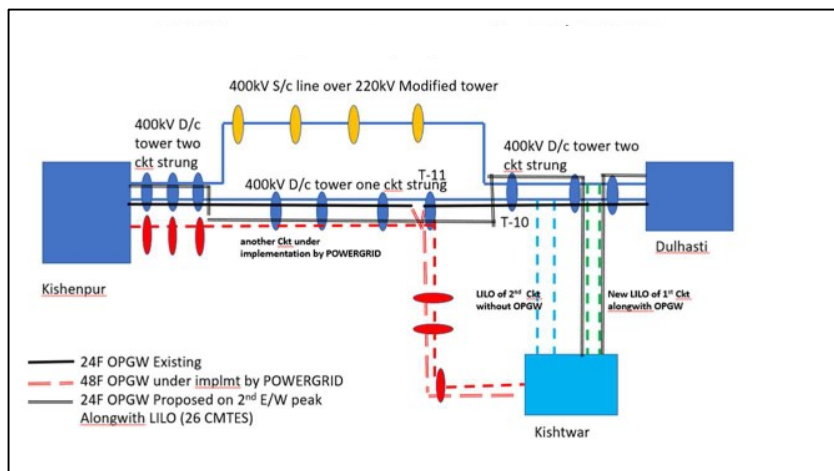 400kV S/c line over 220kV Modified tower
400kV D/c
tower two
ckt strung
400kV D/c tower two
ckt strung
T-11
400kV D/c tower one ckt strung
T-10
another Ckt under
implementation by POWERGRID
Dulhasti
Kishenpur
LILO of 2nd Ckt
without OPGW
New LILO of 1st Ckt
alongwith OPGW
24F OPGW Existing
48F OPGW under implmt by POWERGRID
24F OPGW Proposed on 2nd E/W peak
Alongwith LILO (26 CMTES)
Kishtwar